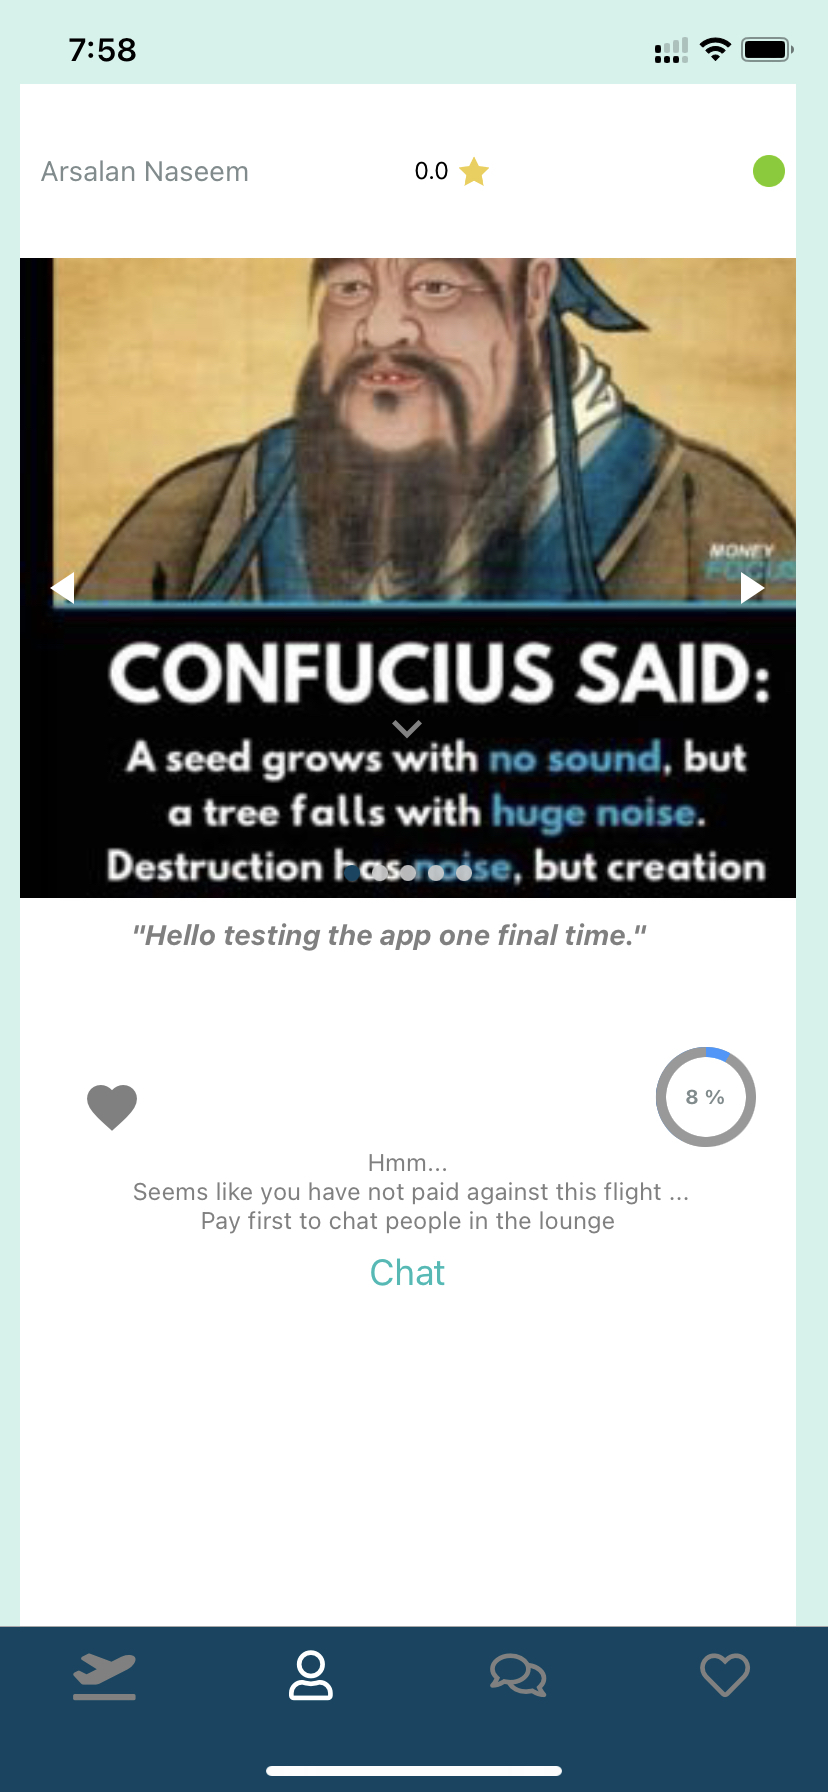 7:58
Arsalan Naseem
0.0
MONEY
FOCUS
CONFUCIUS SAID:
A seed grows with no sound, but
a tree falls with huge noise.
Destruction has noise, but creation
"Hello testing the app one final time."
8 %
Hmm...
Seems like you have not paid against this flight ...
Pay first to chat people in the lounge
Chat